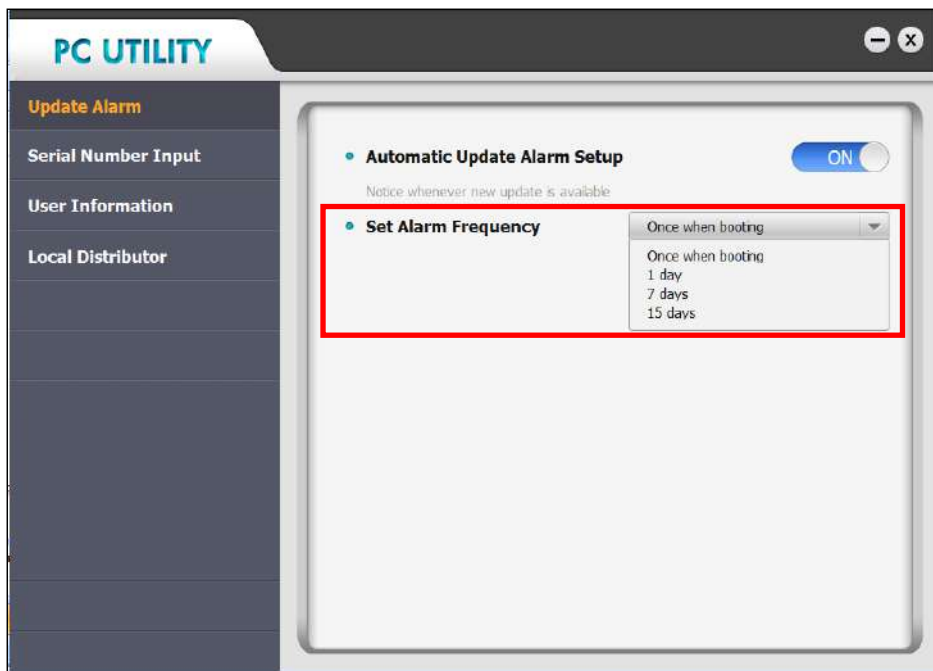 PC UTILITY
Update Alarm
Serial Number Input
User Information
Local Distributor
Automatic Update Alarm Setup
ON
Notice whenever new update is available
Set Alarm Frequency
Once when booting
Once when booting
1 day
7 days
15 days